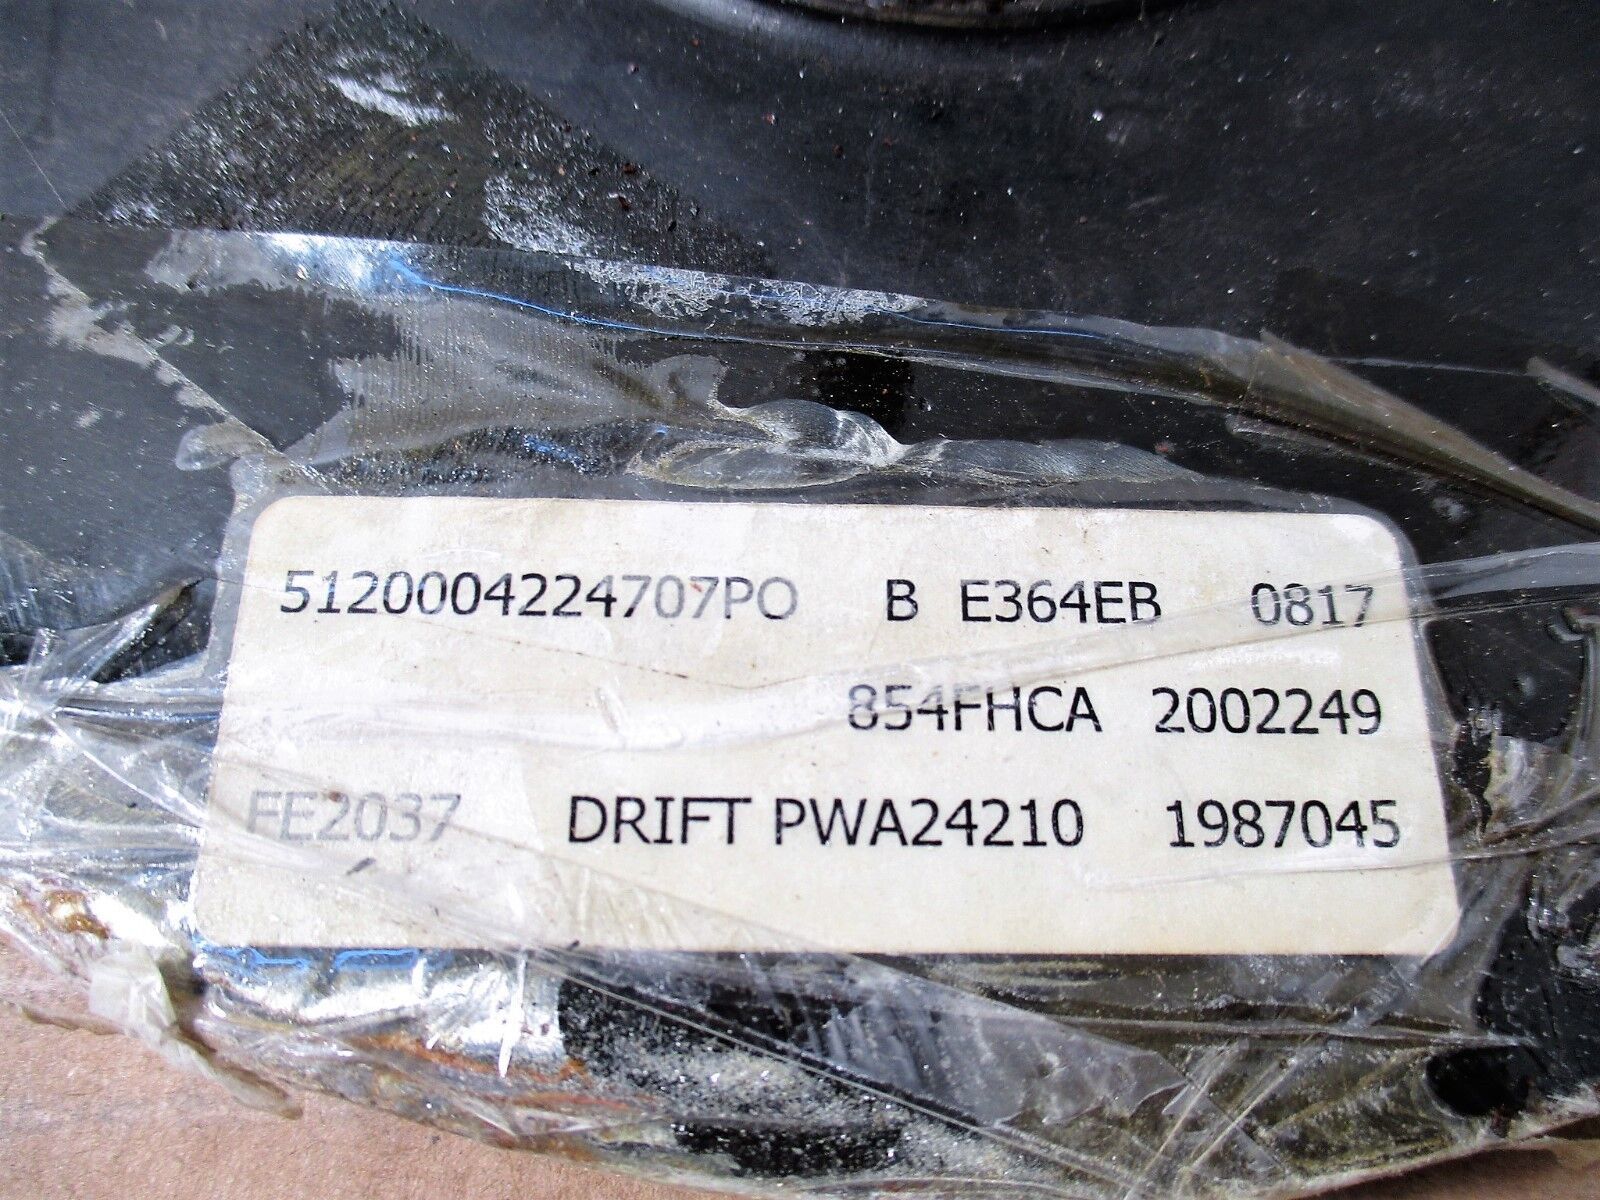 5120004224707PO B E364EB 0817
854FHCA 2002249
FE2037 DRIFT PWA24210 1987045